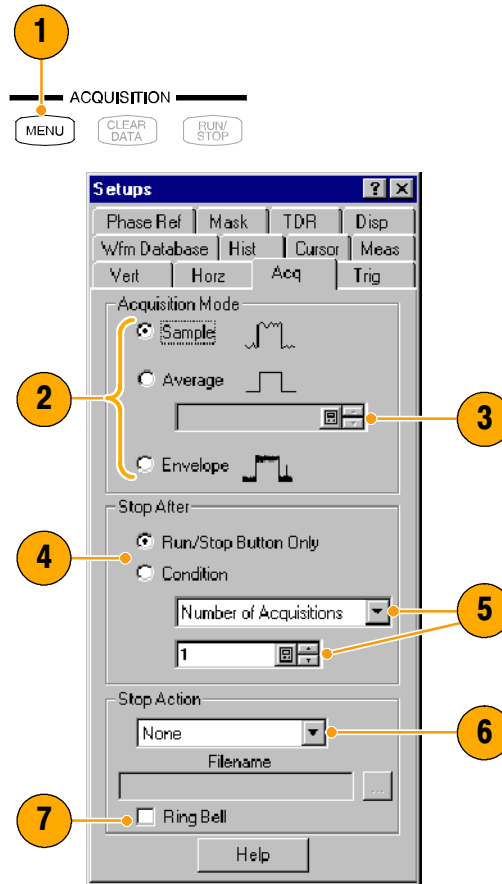 1
ACQUISITION
MENU CLEAR DATA RUN/STOP
Setups
Phase Ref Mask TDR Disp
Wfm Database Hist Cursor Meas
Vert Horz Acq Trig
Acquisition Mode
Sample
2
Average
3
Envelope
Stop After
Run/Stop Button Only
4
Condition
Number of Acquisitions
5
1
Stop Action
None
6
Filename
...
7
Ring Bell
Help